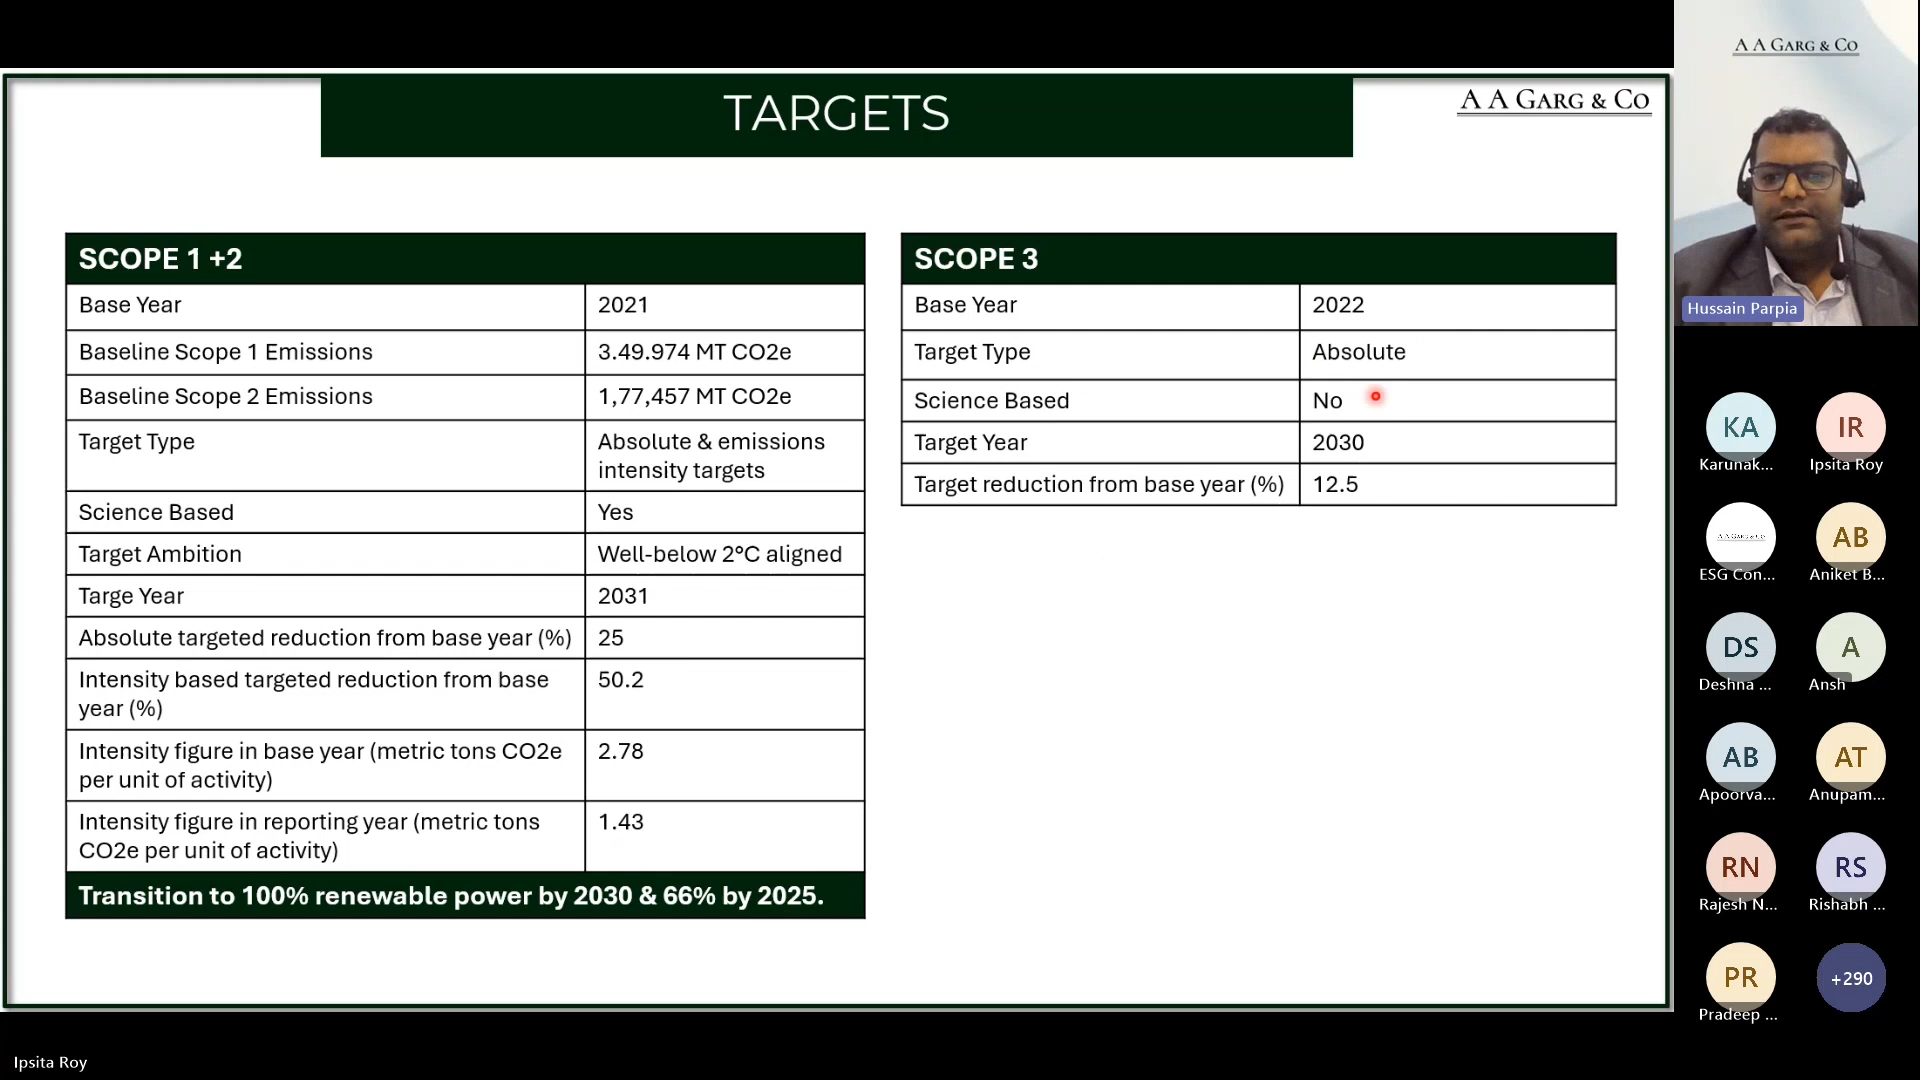 TARGETS
A A GARG & CO
SCOPE 1 +2
Base Year 2021
Baseline Scope 1 Emissions 3.49.974 MT CO2e
Baseline Scope 2 Emissions 1,77,457 MT CO2e
Target Type Absolute & emissions
intensity targets
Science Based Yes
Target Ambition Well-below 2°C aligned
Targe Year 2031
Absolute targeted reduction from base year (%) 25
Intensity based targeted reduction from base 50.2
year (%)
Intensity figure in base year (metric tons CO2e 2.78
per unit of activity)
Intensity figure in reporting year (metric tons 1.43
CO2e per unit of activity)
Transition to 100% renewable power by 2030 & 66% by 2025.
SCOPE 3
Base Year 2022
Target Type Absolute
Science Based No
Target Year 2030
Target reduction from base year (%) 12.5
A A GARG & CO
Hussain Parpia
KA IR
Karunak... Ipsita Roy
A A GARG & CO AB
ESG Con... Aniket B...
DS A
Deshna ... Ansh
AB AT
Apoorva... Anupam...
RN RS
Rajesh N... Rishabh ...
PR +290
Pradeep ...
Ipsita Roy